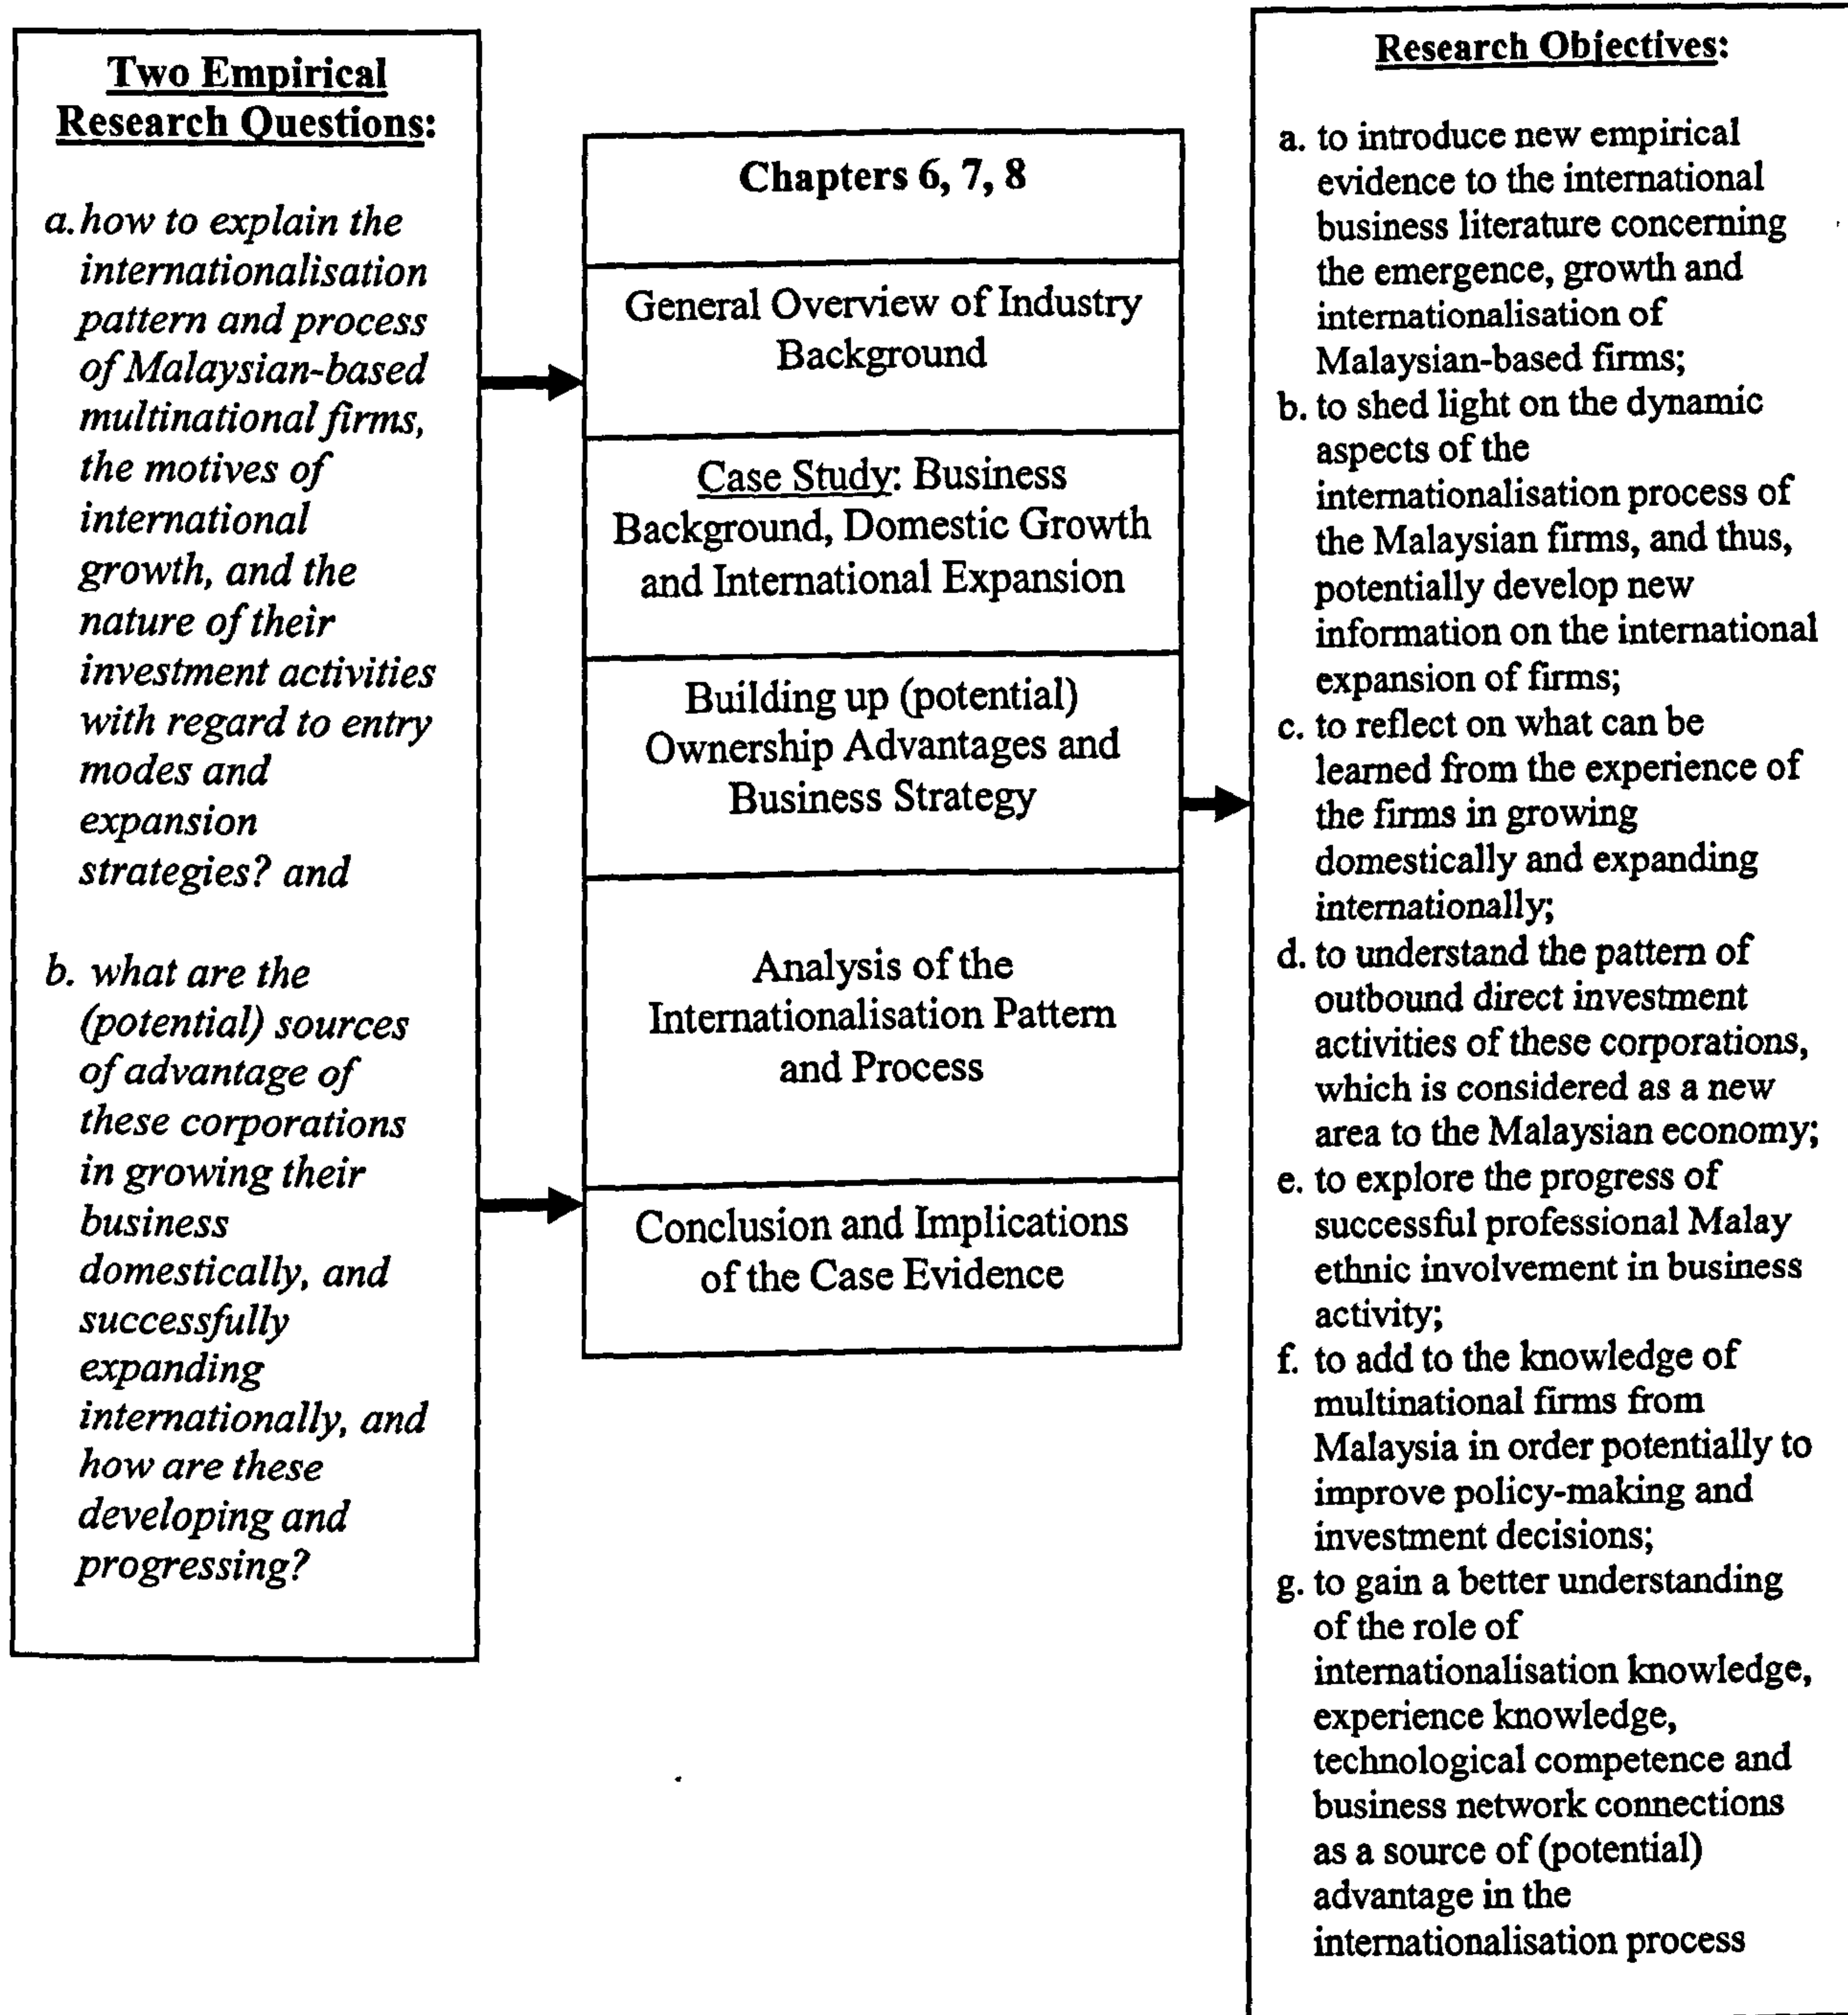 Two Empirical
Research Questions:
a. how to explain the
internationalisation
pattern and process
of Malaysian-based
multinational firms,
the motives of
international
growth, and the
nature of their
investment activities
with regard to entry
modes and
expansion
strategies? and
b. what are the
(potential) sources
of advantage of
these corporations
in growing their
business
domestically, and
successfully
expanding
internationally, and
how are these
developing and
progressing?
Chapters 6, 7, 8
General Overview of Industry
Background
Case Study: Business
Background, Domestic Growth
and International Expansion
Building up (potential)
Ownership Advantages and
Business Strategy
Analysis of the
Internationalisation Pattern
and Process
Conclusion and Implications
of the Case Evidence
Research Objectives:
a. to introduce new empirical
evidence to the international
business literature concerning
the emergence, growth and
internationalisation of
Malaysian-based firms;
b. to shed light on the dynamic
aspects of the
internationalisation process of
the Malaysian firms, and thus,
potentially develop new
information on the international
expansion of firms;
c. to reflect on what can be
learned from the experience of
the firms in growing
domestically and expanding
internationally;
d. to understand the pattern of
outbound direct investment
activities of these corporations,
which is considered as a new
area to the Malaysian economy;
e. to explore the progress of
successful professional Malay
ethnic involvement in business
activity;
f. to add to the knowledge of
multinational firms from
Malaysia in order potentially to
improve policy-making and
investment decisions;
g. to gain a better understanding
of the role of
internationalisation knowledge,
experience knowledge,
technological competence and
business network connections
as a source of (potential)
advantage in the
internationalisation process